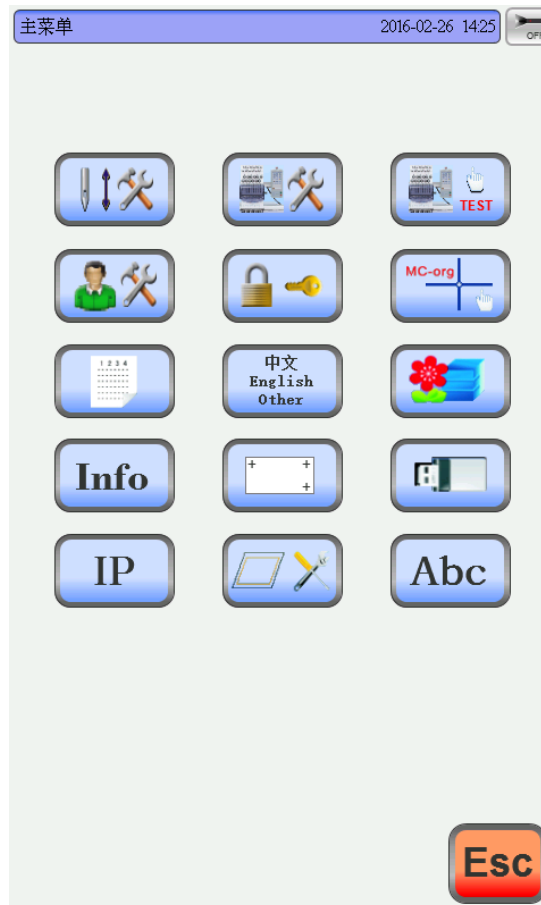 主菜单
2016-02-26 14:25
TEST
MC-org
1 2 3 4
中文
English
Other
Info
IP
Abc
Esc